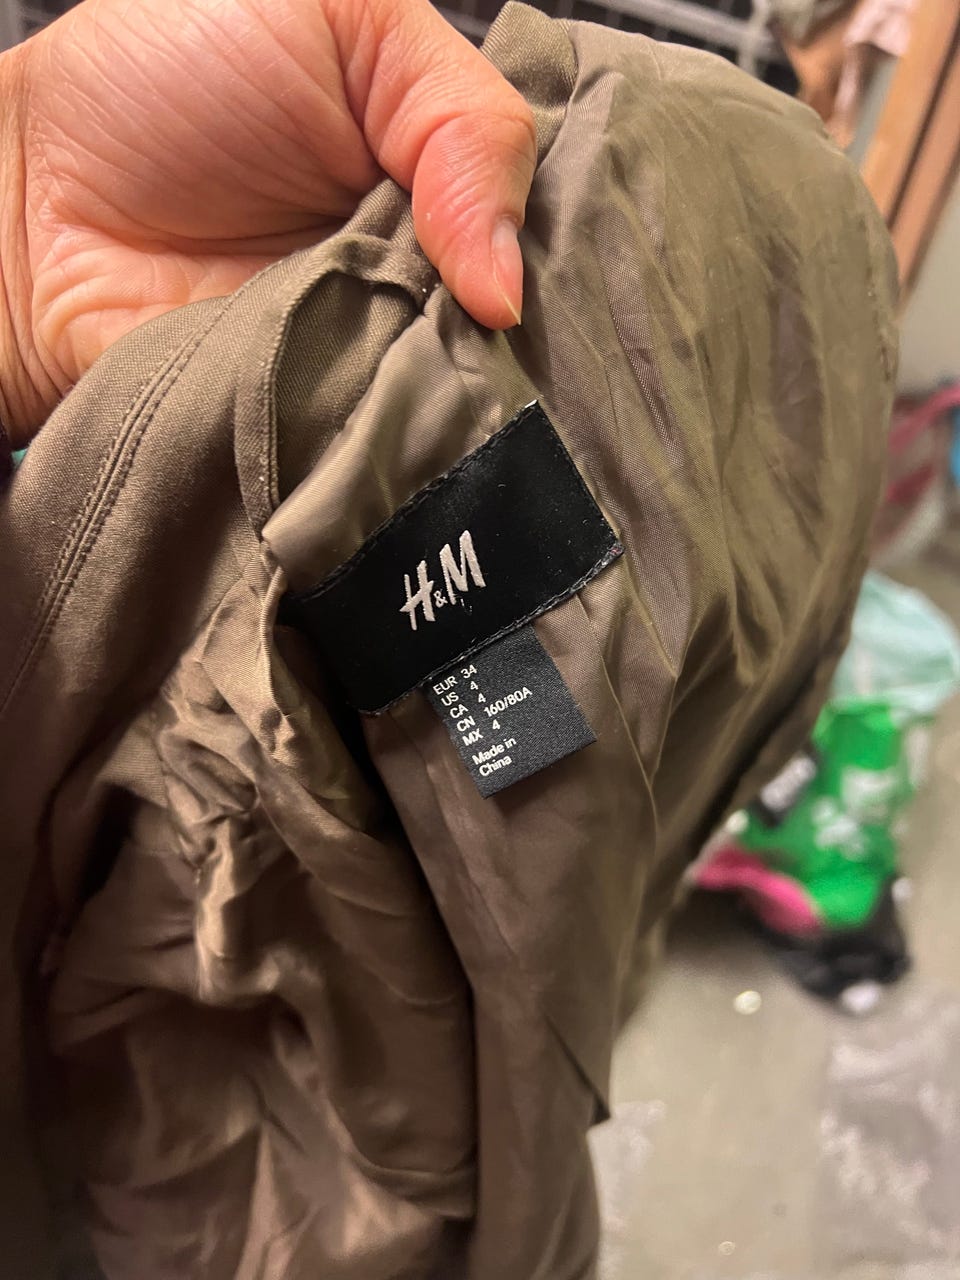 H&M
EUR 34
US 4
CA 4
CN 160/80A
MX 4
Made in
China